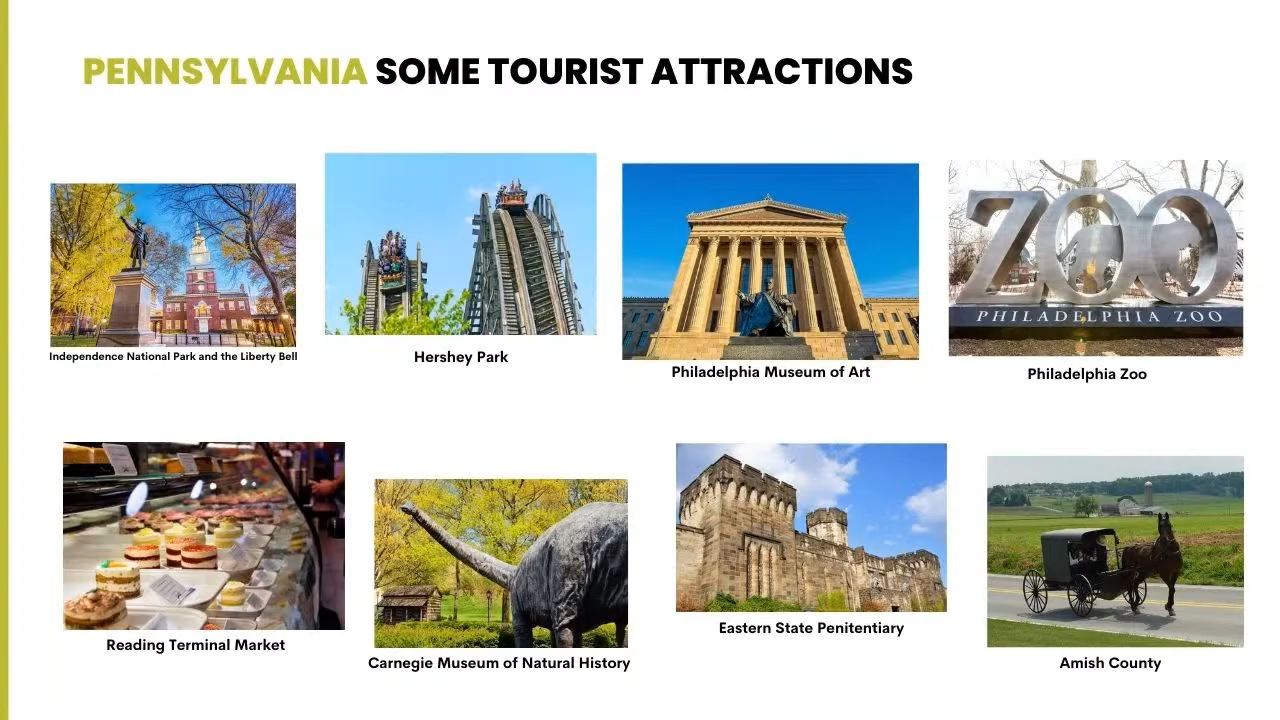 PENNSYLVANIA SOME TOURIST ATTRACTIONS
ZOO
PHILADELPHIA ZOO
Independence National Park and the Liberty Bell
Hershey Park
Philadelphia Museum of Art
Philadelphia Zoo
Reading Terminal Market
Carnegie Museum of Natural History
Eastern State Penitentiary
Amish County